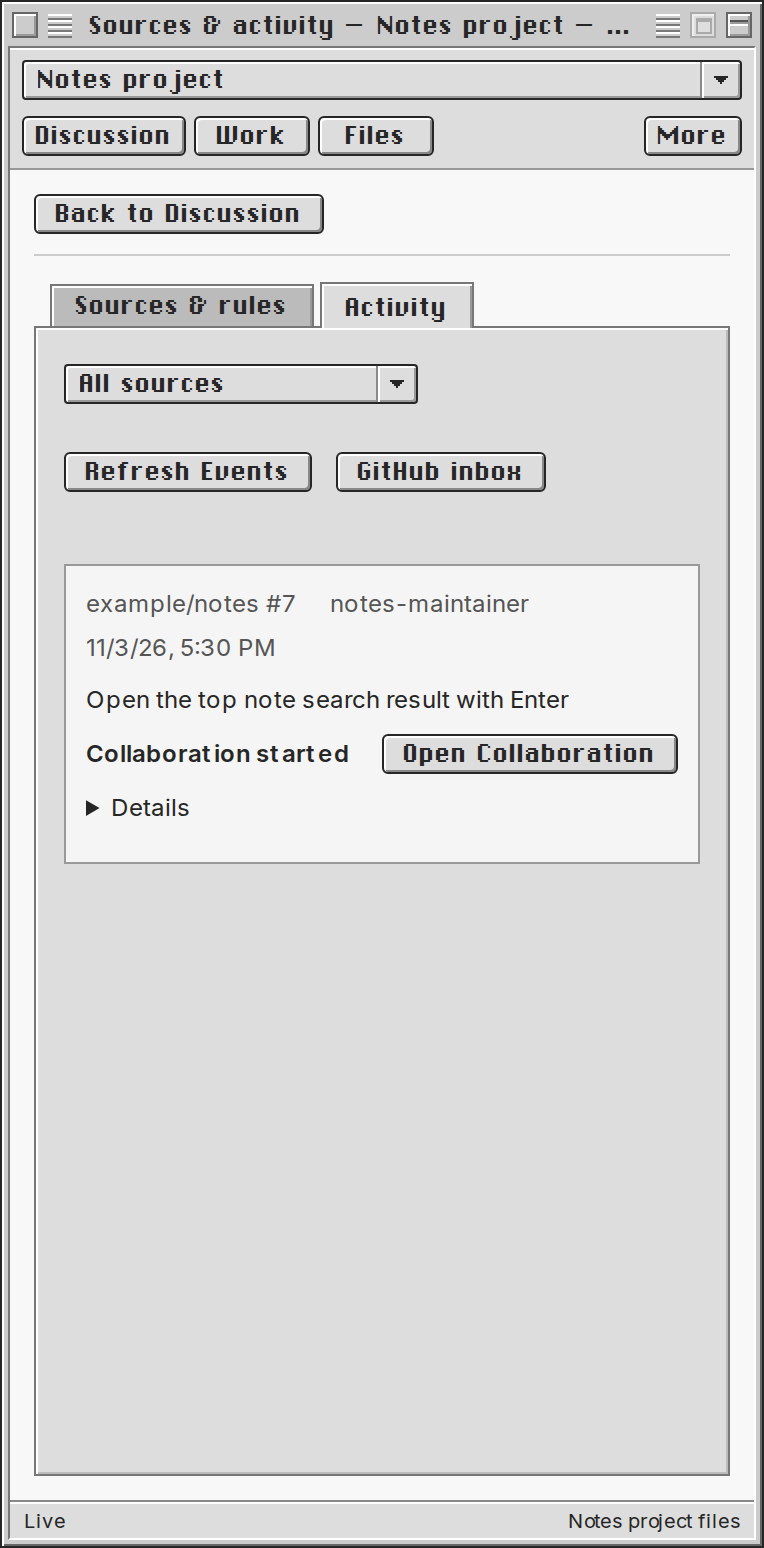 Sources & activity — Notes project — ...
Notes project
Discussion Work Files More
Back to Discussion
Sources & rules Activity
All sources
Refresh Events GitHub inbox
example/notes #7 notes-maintainer
11/3/26, 5:30 PM
Open the top note search result with Enter
Collaboration started Open Collaboration
Details
Live Notes project files